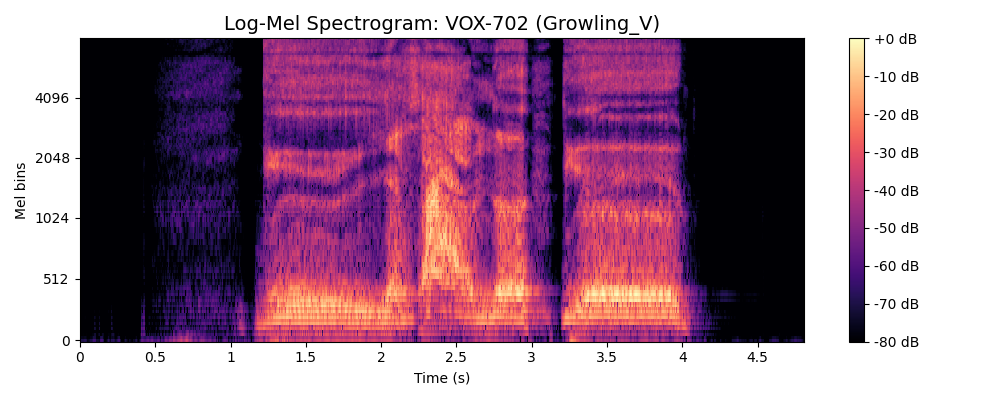 Log-Mel Spectrogram: VOX-702 (Growling_V)
+0 dB
-10 dB
-20 dB
-30 dB
-40 dB
-50 dB
-60 dB
-70 dB
-80 dB
Mel bins
4096
2048
1024
512
0
0 0.5 1 1.5 2 2.5 3 3.5 4 4.5
Time (s)